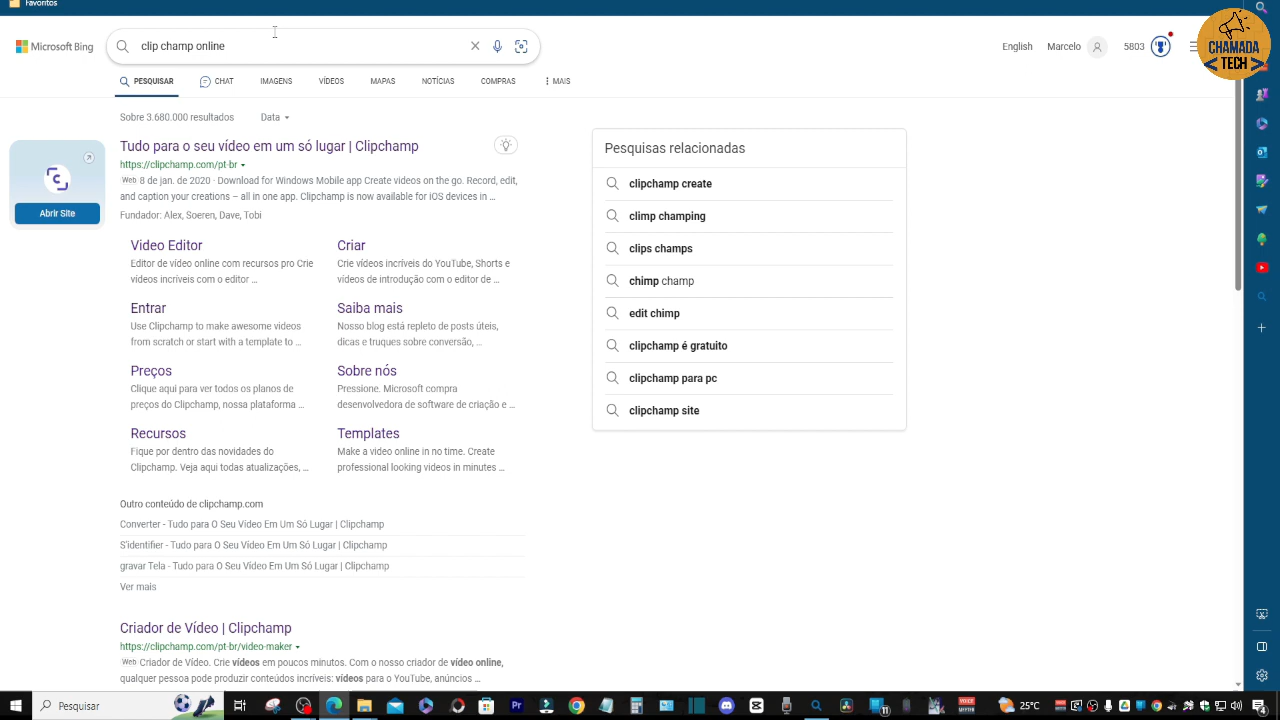 Favoritos
Microsoft Bing
clip champ online
English
Marcelo
5803
CHAMADA
< TECH >
PESQUISAR
CHAT
IMAGENS
VÍDEOS
MAPAS
NOTÍCIAS
COMPRAS
MAIS
Sobre 3.680.000 resultados
Data
Abrir Site
Tudo para o seu vídeo em um só lugar | Clipchamp
https://clipchamp.com/pt-br
Web 8 de jan. de 2020 · Download for Windows Mobile app Create videos on the go. Record, edit,
and caption your creations – all in one app. Clipchamp is now available for iOS devices in ...
Fundador: Alex, Soeren, Dave, Tobi
Video Editor
Editor de vídeo online com recursos pro Crie
vídeos incríveis com o editor ...
Criar
Crie vídeos incríveis do YouTube, Shorts e
vídeos de introdução com o editor de ...
Entrar
Use Clipchamp to make awesome videos
from scratch or start with a template to ...
Saiba mais
Nosso blog está repleto de posts úteis,
dicas e truques sobre conversão, ...
Preços
Clique aqui para ver todos os planos de
preços do Clipchamp, nossa plataforma ...
Sobre nós
Pressione. Microsoft compra
desenvolvedora de software de criação e ...
Recursos
Fique por dentro das novidades do
Clipchamp. Veja aqui todas atualizações, ...
Templates
Make a video online in no time. Create
professional looking videos in minutes ...
Outro conteúdo de clipchamp.com
Converter - Tudo para O Seu Vídeo Em Um Só Lugar | Clipchamp
S'identifier - Tudo para O Seu Vídeo Em Um Só Lugar | Clipchamp
gravar Tela - Tudo para O Seu Vídeo Em Um Só Lugar | Clipchamp
Ver mais
Criador de Vídeo | Clipchamp
https://clipchamp.com/pt-br/video-maker
Web Criador de Vídeo. Crie vídeos em poucos minutos. Com o nosso criador de vídeo online,
qualquer pessoa pode produzir conteúdos incríveis: vídeos para o YouTube, anúncios ...
Pesquisas relacionadas
clipchamp create
climp champing
clips champs
chimp champ
edit chimp
clipchamp é gratuito
clipchamp para pc
clipchamp site
Pesquisar
25°C